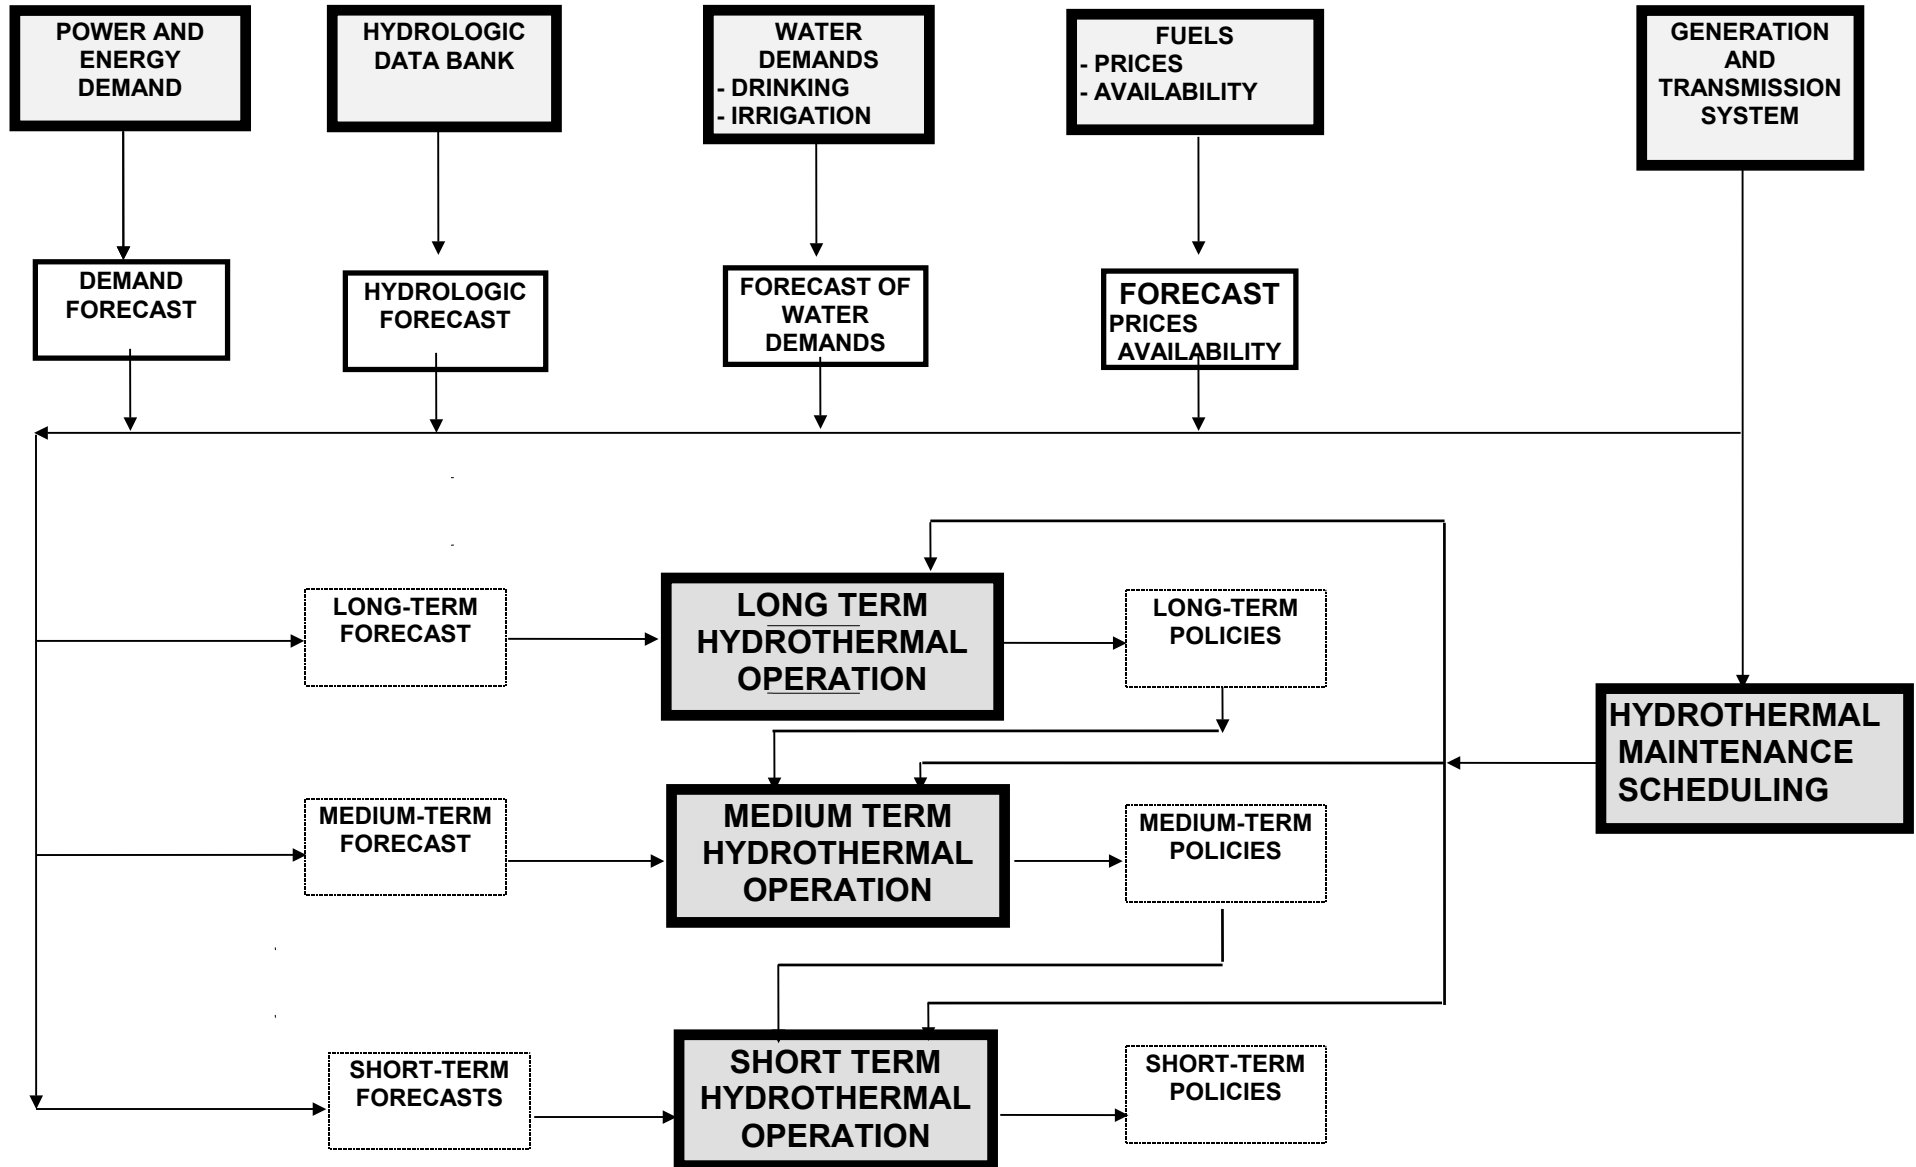 POWER AND
ENERGY
DEMAND
HYDROLOGIC
DATA BANK
WATER
DEMANDS
- DRINKING
- IRRIGATION
FUELS
- PRICES
- AVAILABILITY
GENERATION
AND
TRANSMISSION
SYSTEM
DEMAND
FORECAST
HYDROLOGIC
FORECAST
FORECAST OF
WATER
DEMANDS
FORECAST
PRICES
AVAILABILITY
LONG-TERM
FORECAST
LONG TERM
HYDROTHERMAL
OPERATION
LONG-TERM
POLICIES
HYDROTHERMAL
MAINTENANCE
SCHEDULING
MEDIUM-TERM
FORECAST
MEDIUM TERM
HYDROTHERMAL
OPERATION
MEDIUM-TERM
POLICIES
SHORT-TERM
FORECASTS
SHORT TERM
HYDROTHERMAL
OPERATION
SHORT-TERM
POLICIES